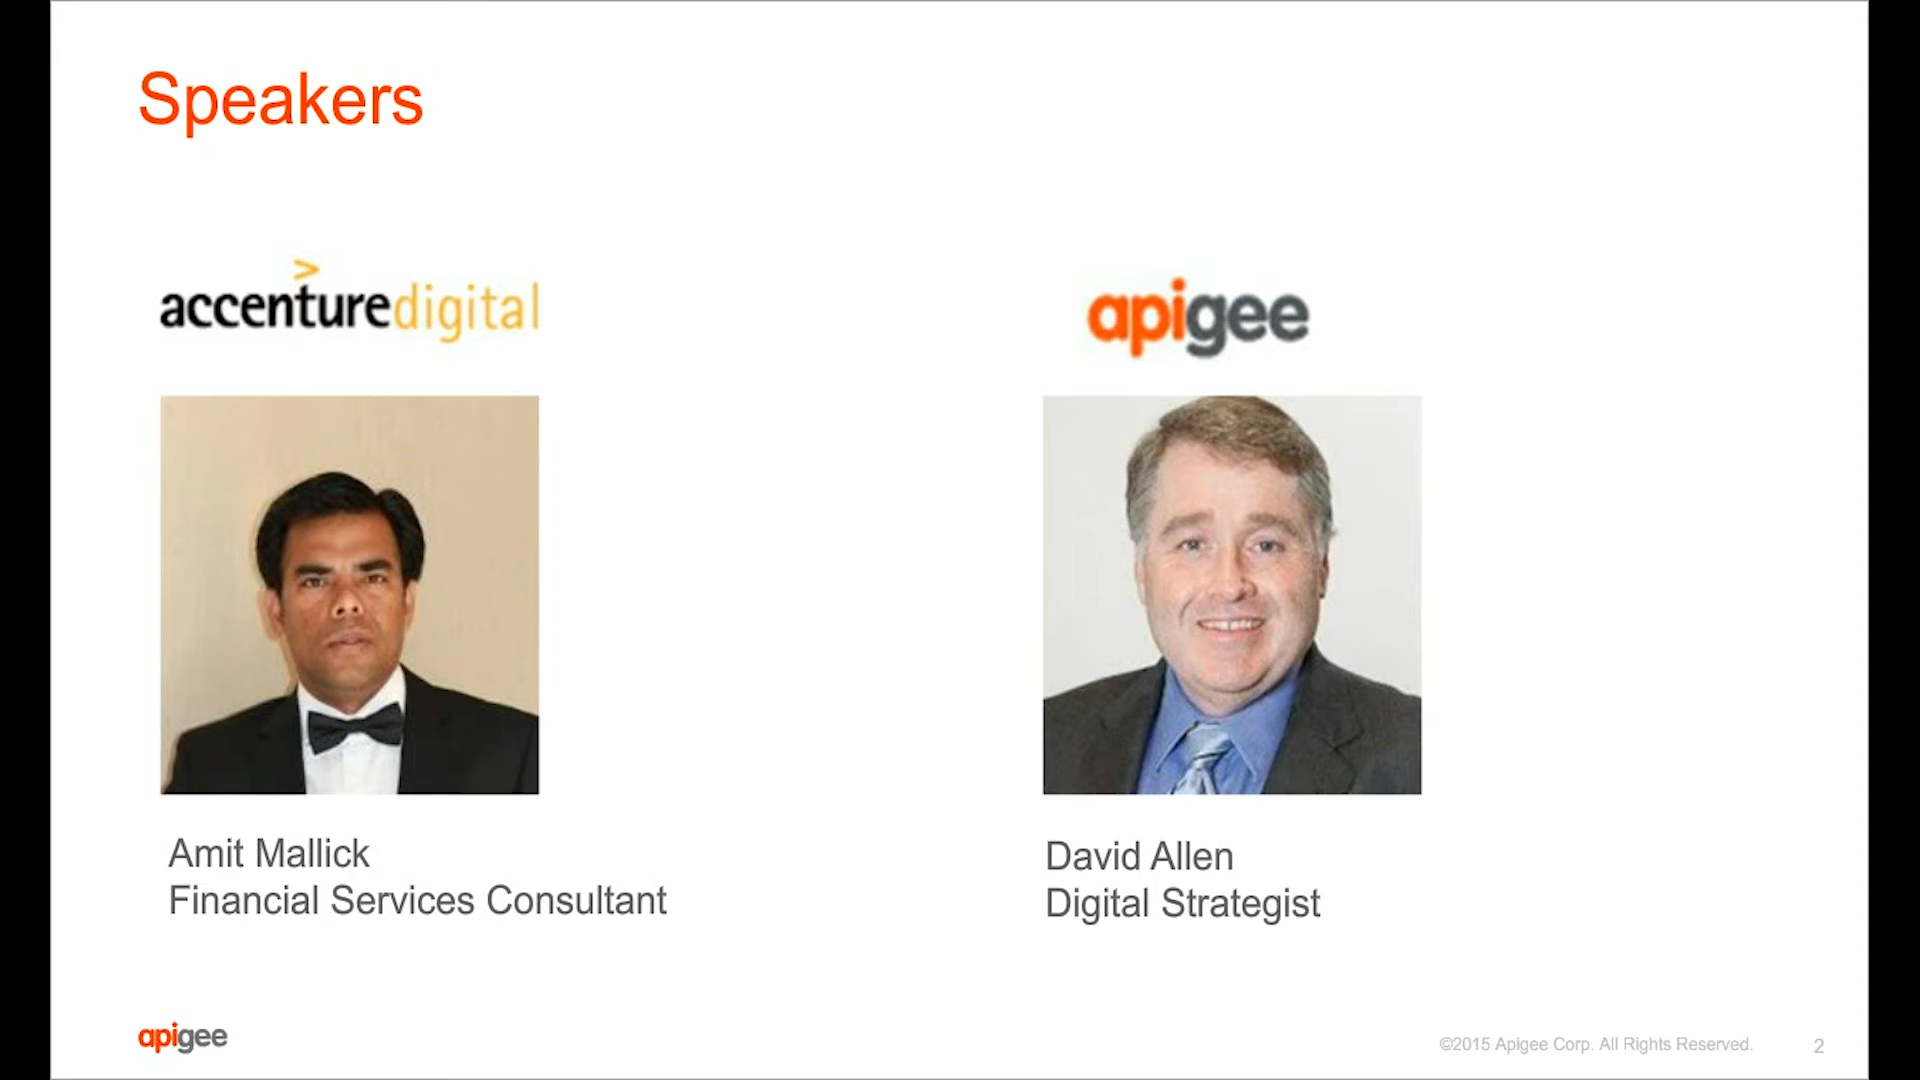 Speakers
accenturedigital
apigee
Amit Mallick
Financial Services Consultant
David Allen
Digital Strategist
apigee
©2015 Apigee Corp. All Rights Reserved.
2